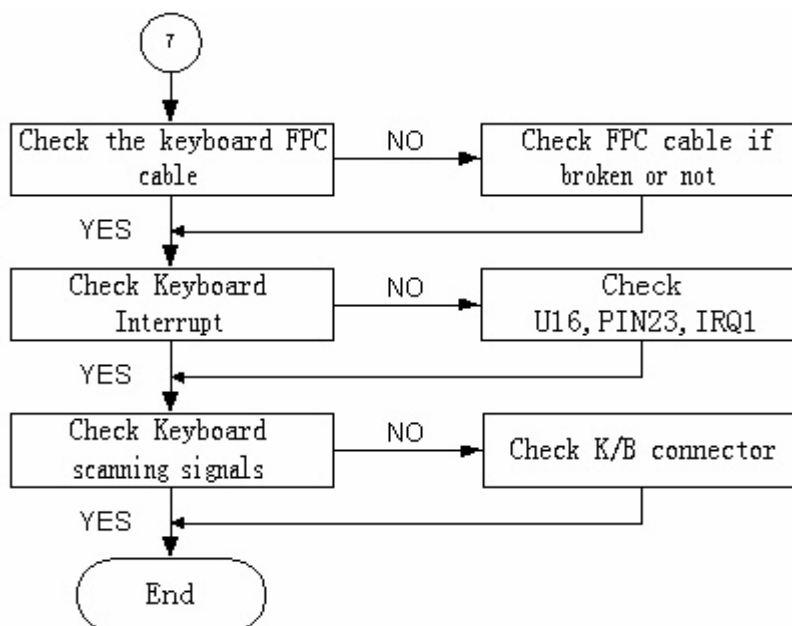 7
Check the keyboard FPC
cable
NO
Check FPC cable if
broken or not
YES
Check Keyboard
Interrupt
NO
Check
U16,PIN23,IRQ1
YES
Check Keyboard
scanning signals
NO
Check K/B connector
YES
End